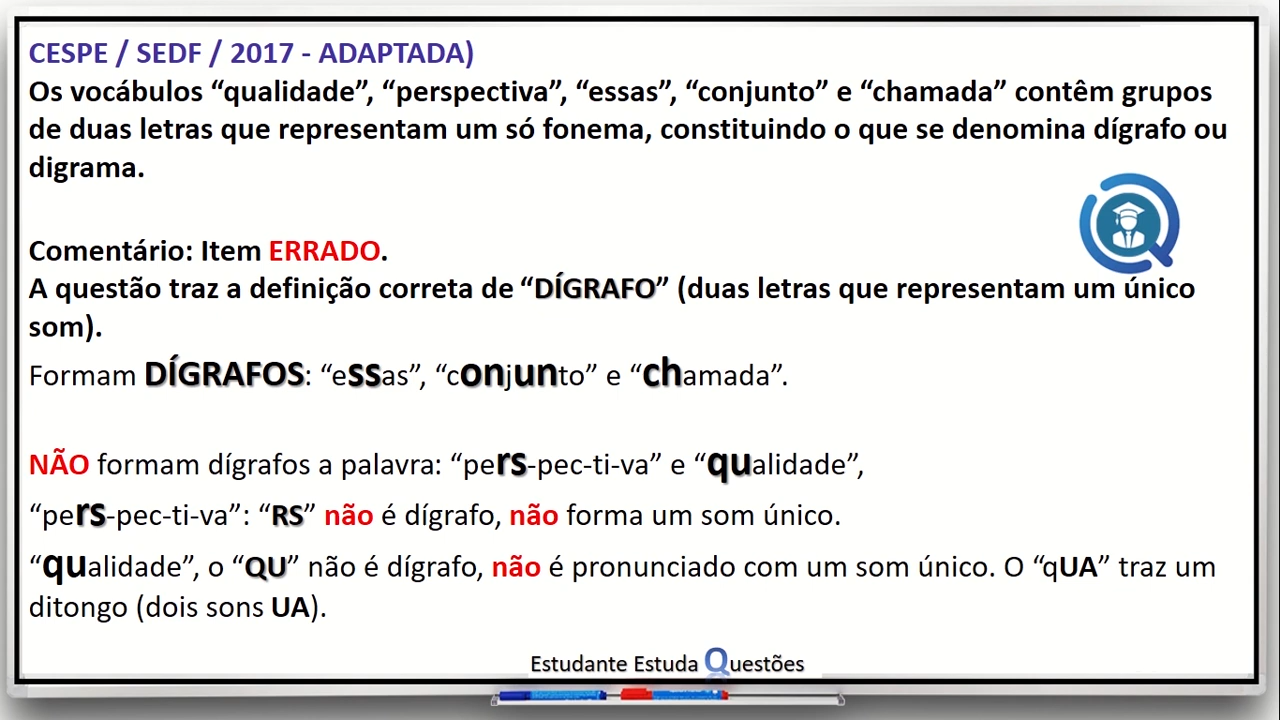 CESPE / SEDF / 2017 - ADAPTADA)
Os vocábulos “qualidade”, “perspectiva”, “essas”, “conjunto” e “chamada” contêm grupos
de duas letras que representam um só fonema, constituindo o que se denomina dígrafo ou
digrama.
Comentário: Item ERRADO.
A questão traz a definição correta de “DÍGRAFO” (duas letras que representam um único
som).
Formam DÍGRAFOS: “essas”, “conjunto” e “chamada”.
NÃO formam dígrafos a palavra: “pers-pec-ti-va” e “qualidade”,
“pers-pec-ti-va”: “RS” não é dígrafo, não forma um som único.
“qualidade”, o “QU” não é dígrafo, não é pronunciado com um som único. O “qUA” traz um
ditongo (dois sons UA).
Estudante Estuda Questões